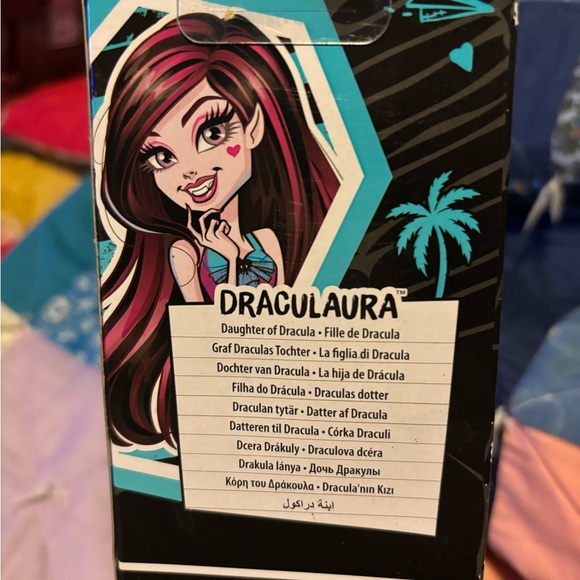 DRACULAURA™
Daughter of Dracula • Fille de Dracula
Graf Draculas Tochter • La figlia di Dracula
Dochter van Dracula • La hija de Drácula
Filha do Drácula • Draculas dotter
Draculan tytär • Datter af Dracula
Datteren til Dracula • Córka Draculi
Dcera Drákuly • Draculova dcéra
Drakula lánya • Дочь Дракулы
Κόρη του Δράκουλα • Dracula'nın Kızı
ابنة دراكول